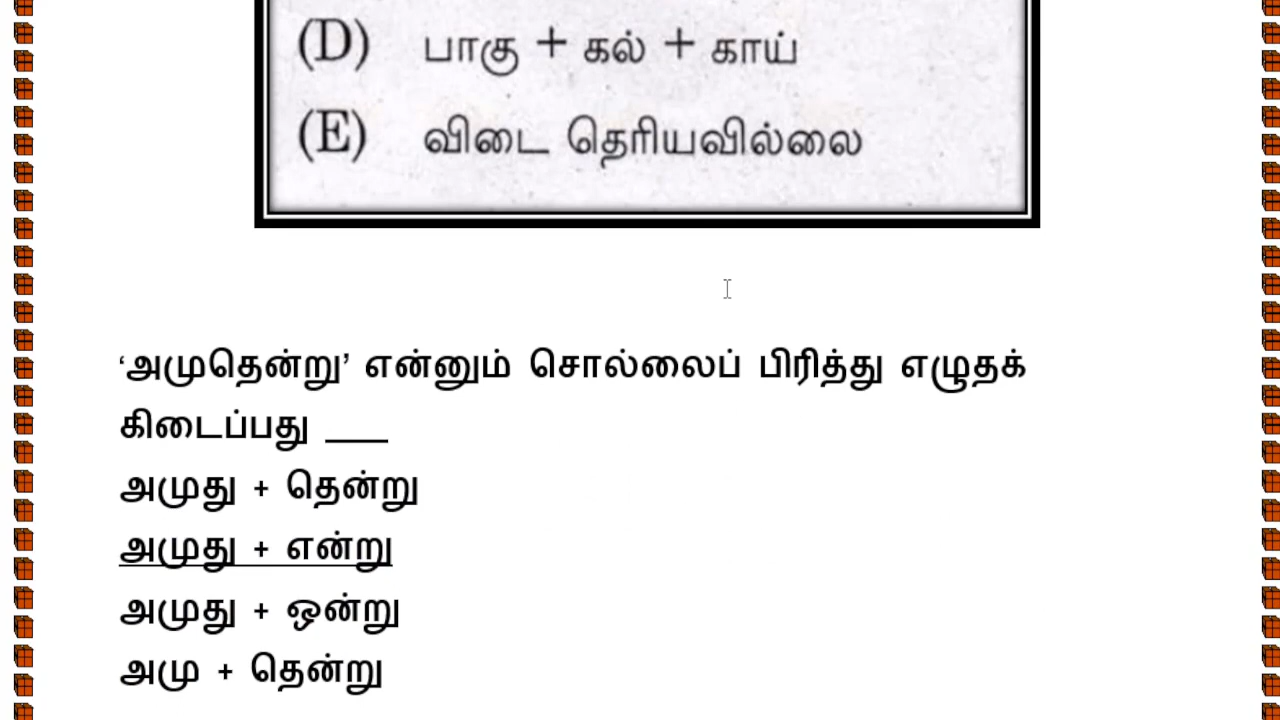 (D) பாகு + கல் + காய்
(E) விடை தெரியவில்லை
‘அமுதென்று’ என்னும் சொல்லைப் பிரித்து எழுதக்
கிடைப்பது ___
அமுது + தென்று
அமுது + என்று
அமுது + ஒன்று
அமு + தென்று